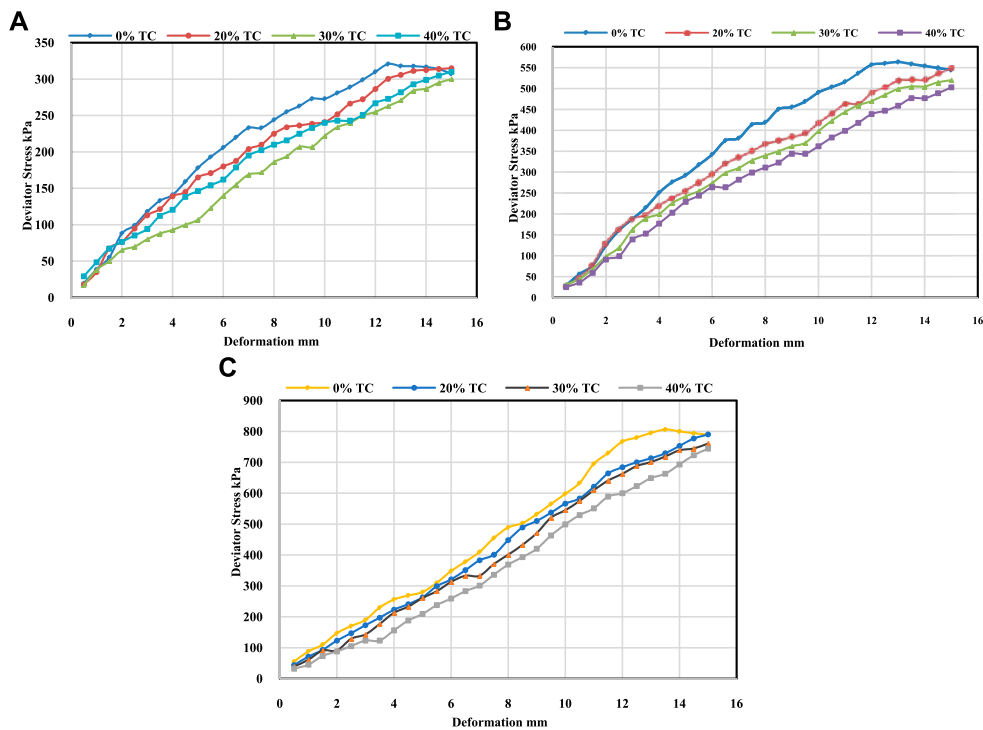 A
0% TC 20% TC 30% TC 40% TC
350
300
250
200
150
100
50
0
Deviator Stress kPa
0 2 4 6 8 10 12 14 16
Deformation mm
B
0% TC 20% TC 30% TC 40% TC
600
550
500
450
400
350
300
250
200
150
100
50
0
Deviator Stress kPa
0 2 4 6 8 10 12 14 16
Deformation mm
C
0% TC 20% TC 30% TC 40% TC
900
800
700
600
500
400
300
200
100
0
Deviator Stress kPa
0 2 4 6 8 10 12 14 16
Deformation mm